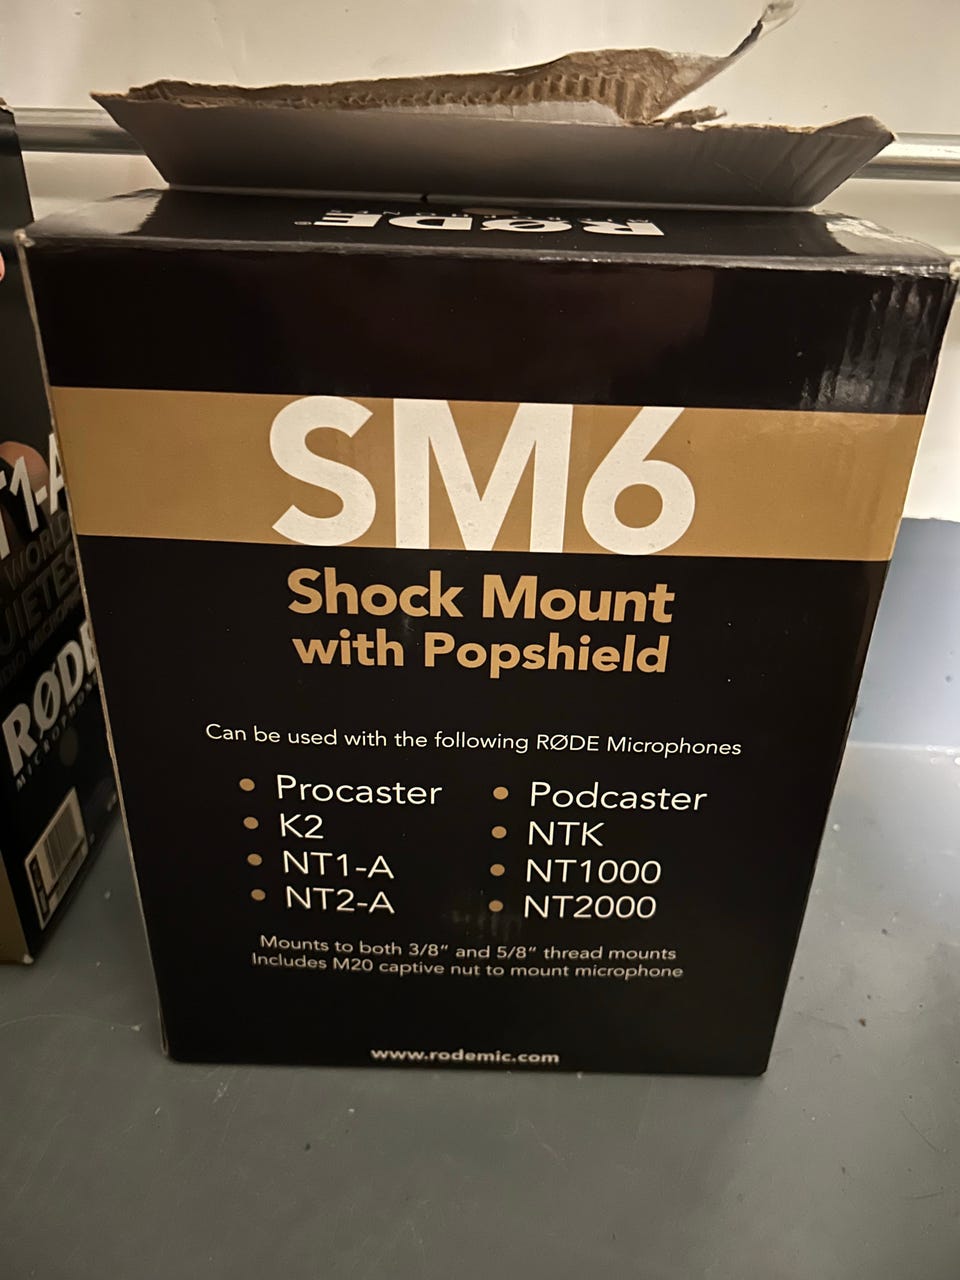 RØDE
SM6
Shock Mount
with Popshield
Can be used with the following RØDE Microphones
• Procaster
• K2
• NT1-A
• NT2-A
• Podcaster
• NTK
• NT1000
• NT2000
Mounts to both 3/8” and 5/8” thread mounts
Includes M20 captive nut to mount microphone
www.rodemic.com
T1-A
WORL
RØDE